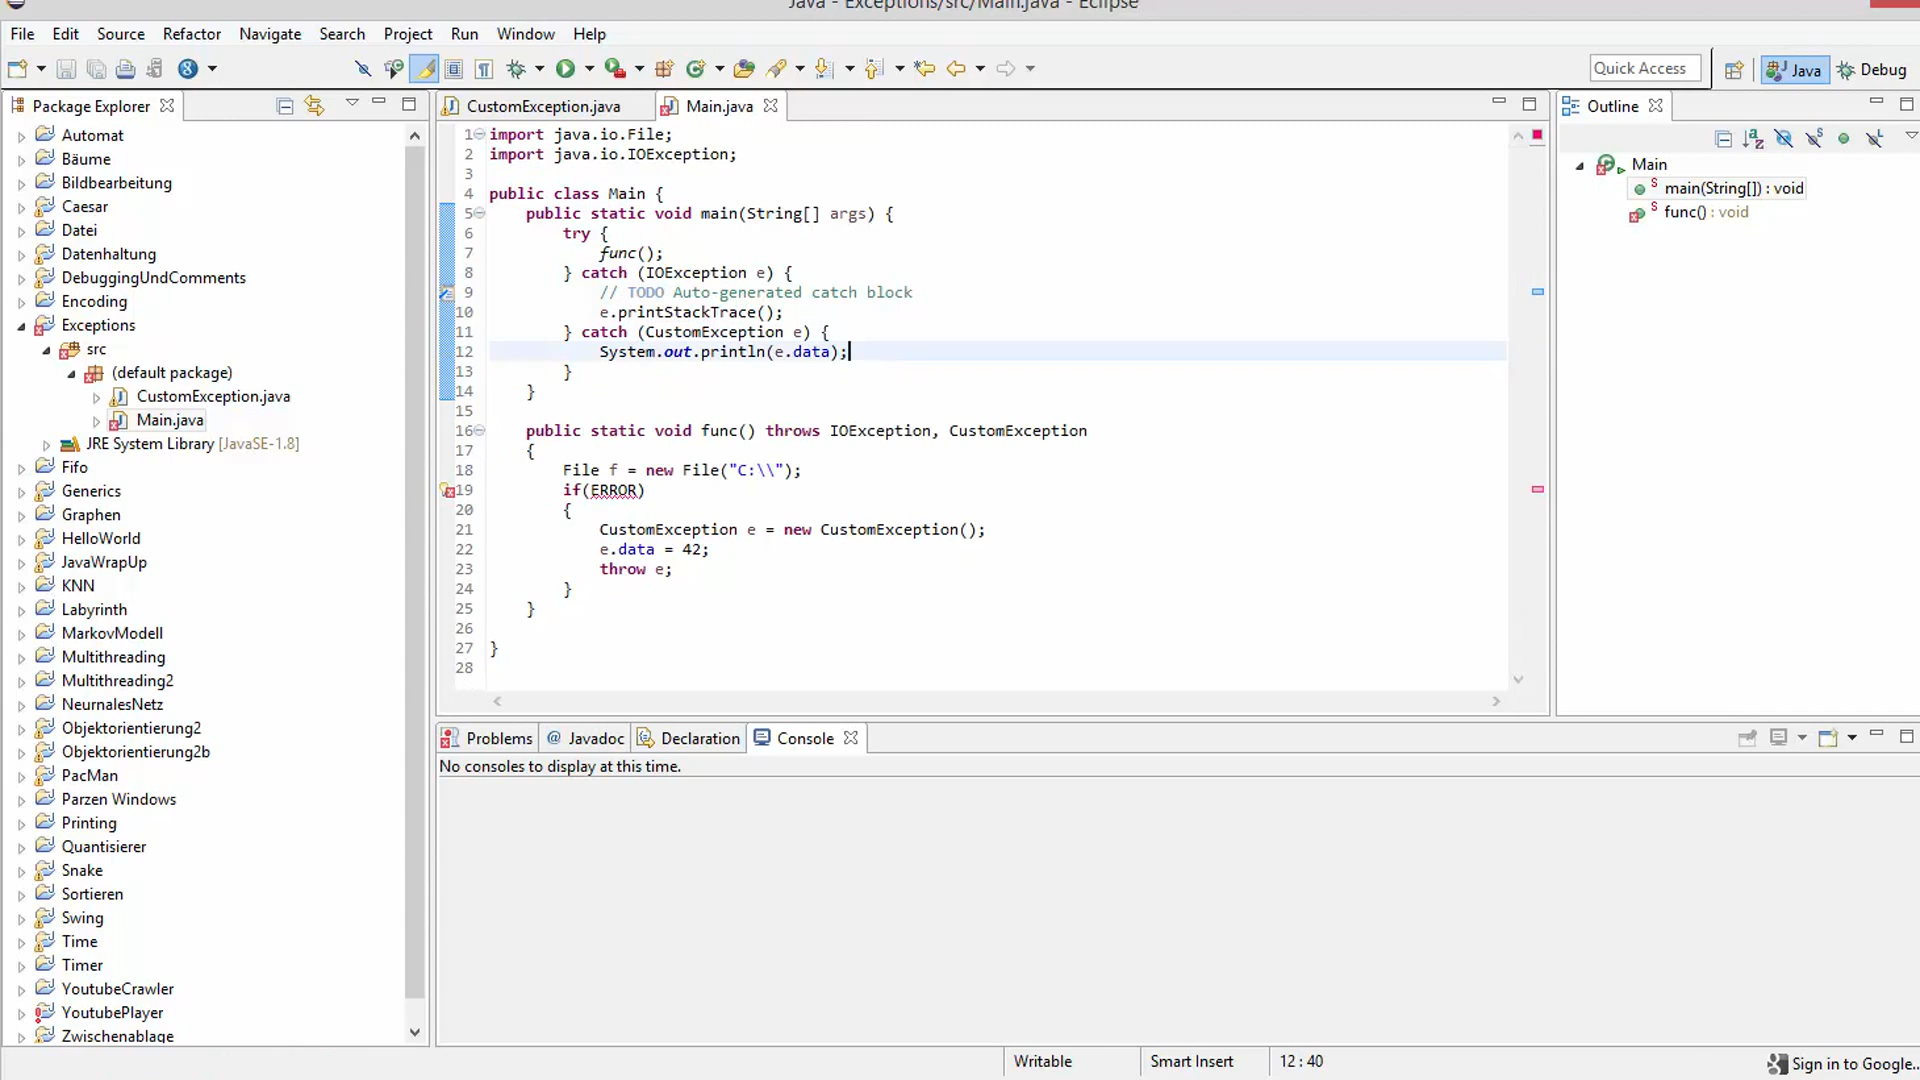 Java - Exceptions/src/Main.java - Eclipse
File Edit Source Refactor Navigate Search Project Run Window Help
Quick Access
Java
Debug
Package Explorer
Automat
Bäume
Bildbearbeitung
Caesar
Datei
Datenhaltung
DebuggingUndComments
Encoding
Exceptions
src
(default package)
CustomException.java
Main.java
JRE System Library [JavaSE-1.8]
Fifo
Generics
Graphen
HelloWorld
JavaWrapUp
KNN
Labyrinth
MarkovModell
Multithreading
Multithreading2
NeurnalesNetz
Objektorientierung2
Objektorientierung2b
PacMan
Parzen Windows
Printing
Quantisierer
Snake
Sortieren
Swing
Time
Timer
YoutubeCrawler
YoutubePlayer
Zwischenablage
CustomException.java
Main.java
1 import java.io.File;
2 import java.io.IOException;
3
4 public class Main {
5 public static void main(String[] args) {
6 try {
7 func();
8 } catch (IOException e) {
9 // TODO Auto-generated catch block
10 e.printStackTrace();
11 } catch (CustomException e) {
12 System.out.println(e.data);
13 }
14 }
15
16 public static void func() throws IOException, CustomException
17 {
18 File f = new File("C:\\");
19 if(ERROR)
20 {
21 CustomException e = new CustomException();
22 e.data = 42;
23 throw e;
24 }
25 }
26
27 }
28
Outline
Main
main(String[]) : void
func() : void
Problems @ Javadoc Declaration Console
No consoles to display at this time.
Writable
Smart Insert
12 : 40
Sign in to Google...